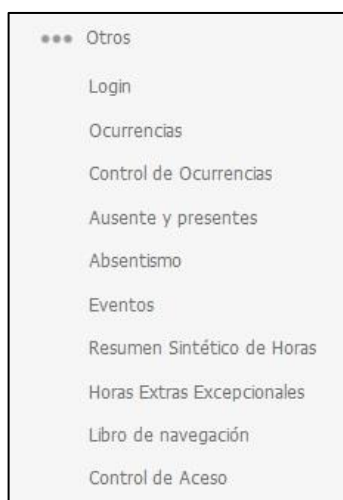 Otros
Login
Ocurrencias
Control de Ocurrencias
Ausente y presentes
Absentismo
Eventos
Resumen Sintético de Horas
Horas Extras Excepcionales
Libro de navegación
Control de Aceso